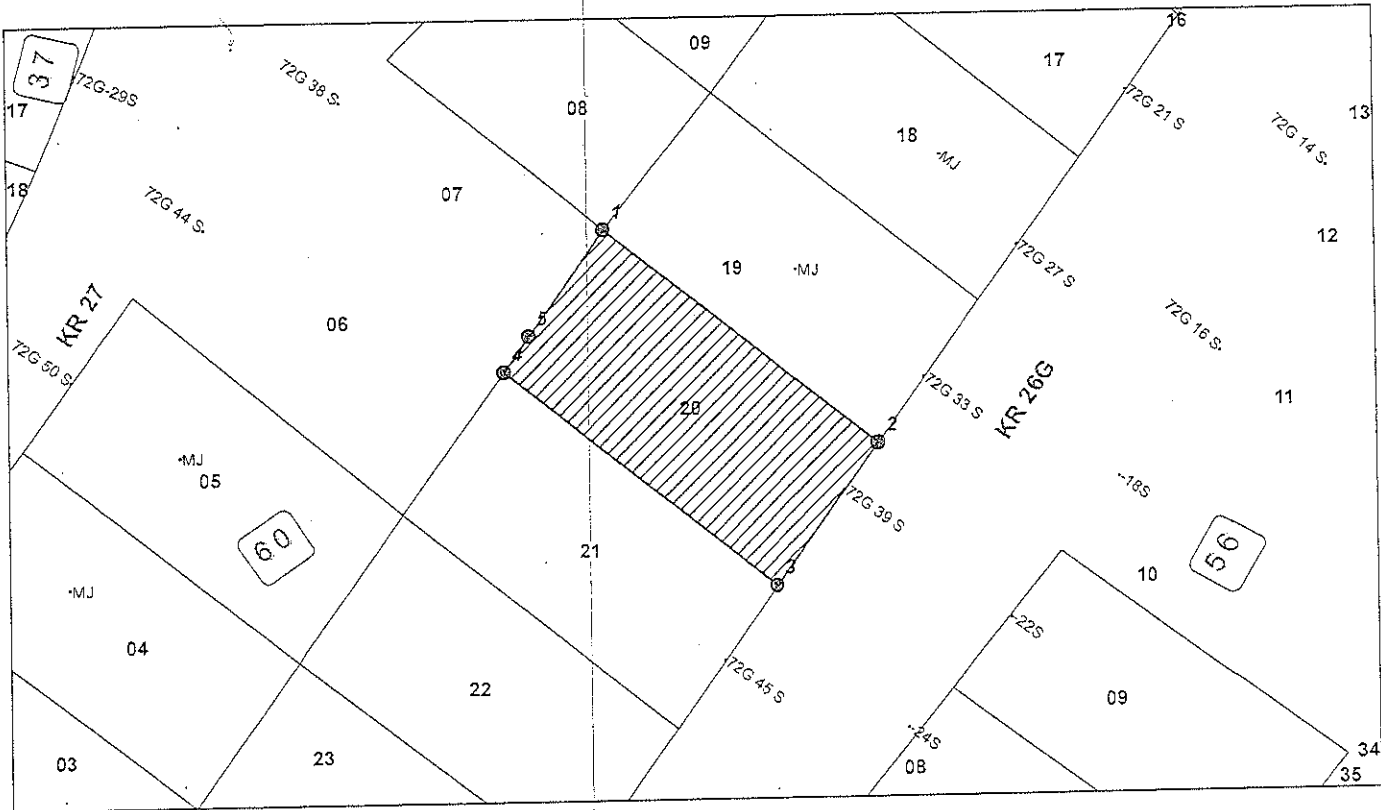 16
09
17
37
72G-29S
72G 38 S.
08
17
72G 21 S
72G 14 S.
13
18
-MJ
18
72G 44 S.
07
1
12
19
-MJ
72G 27 S
KR 27
06
5
72G 16 S.
72G 50 S.
4
KR 26G
72G 33 S
11
20
2
-MJ
05
--18S
72G 39 S
60
21
56
3
10
-MJ
--22S
04
72G 45 S
22
09
--24S
03
23
08
34
35